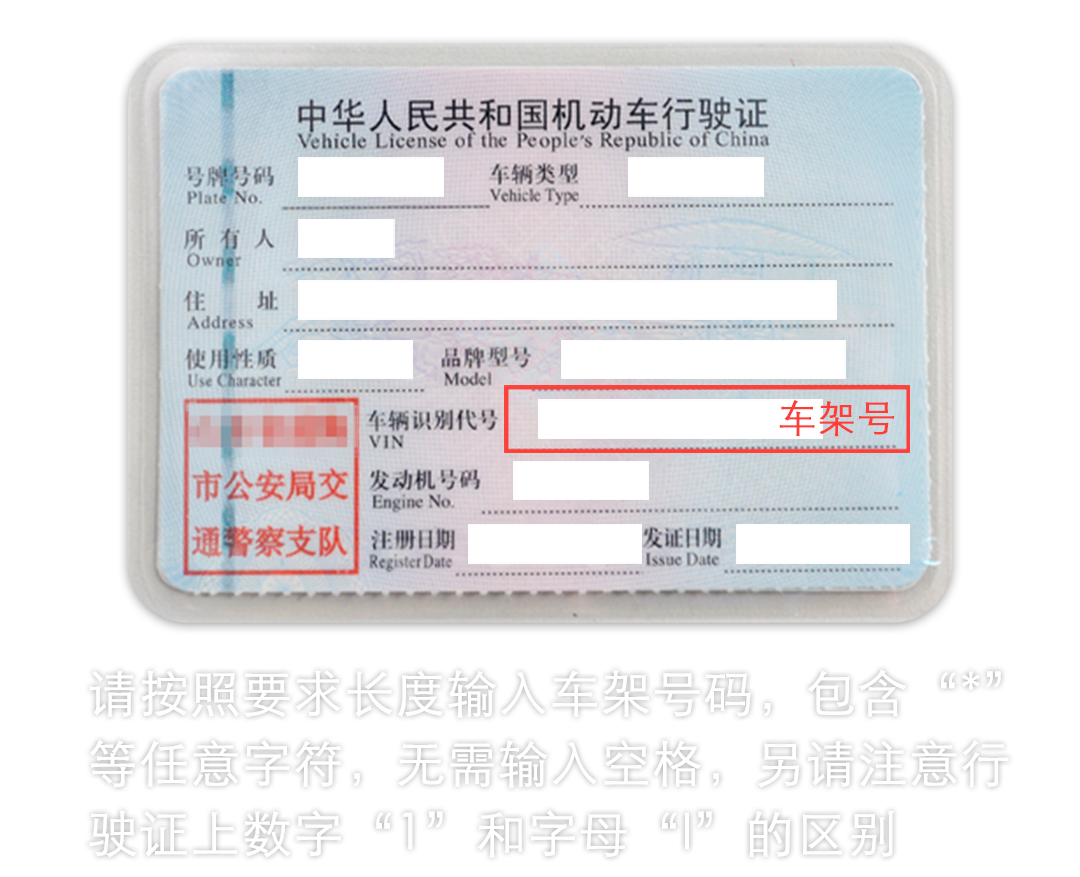 中华人民共和国机动车行驶证
Vehicle License of the People's Republic of China
号牌号码 车辆类型
Plate No. Vehicle Type
所有人
Owner
住址
Address
使用性质 品牌型号
Use Character Model
车辆识别代号 车架号
VIN
市公安局交
通警察支队
发动机号码
Engine No.
注册日期 发证日期
Register Date Issue Date
请按照要求长度输入车架号码，包含“*”
等任意字符，无需输入空格，另请注意行
驶证上数字“1”和字母“I”的区别